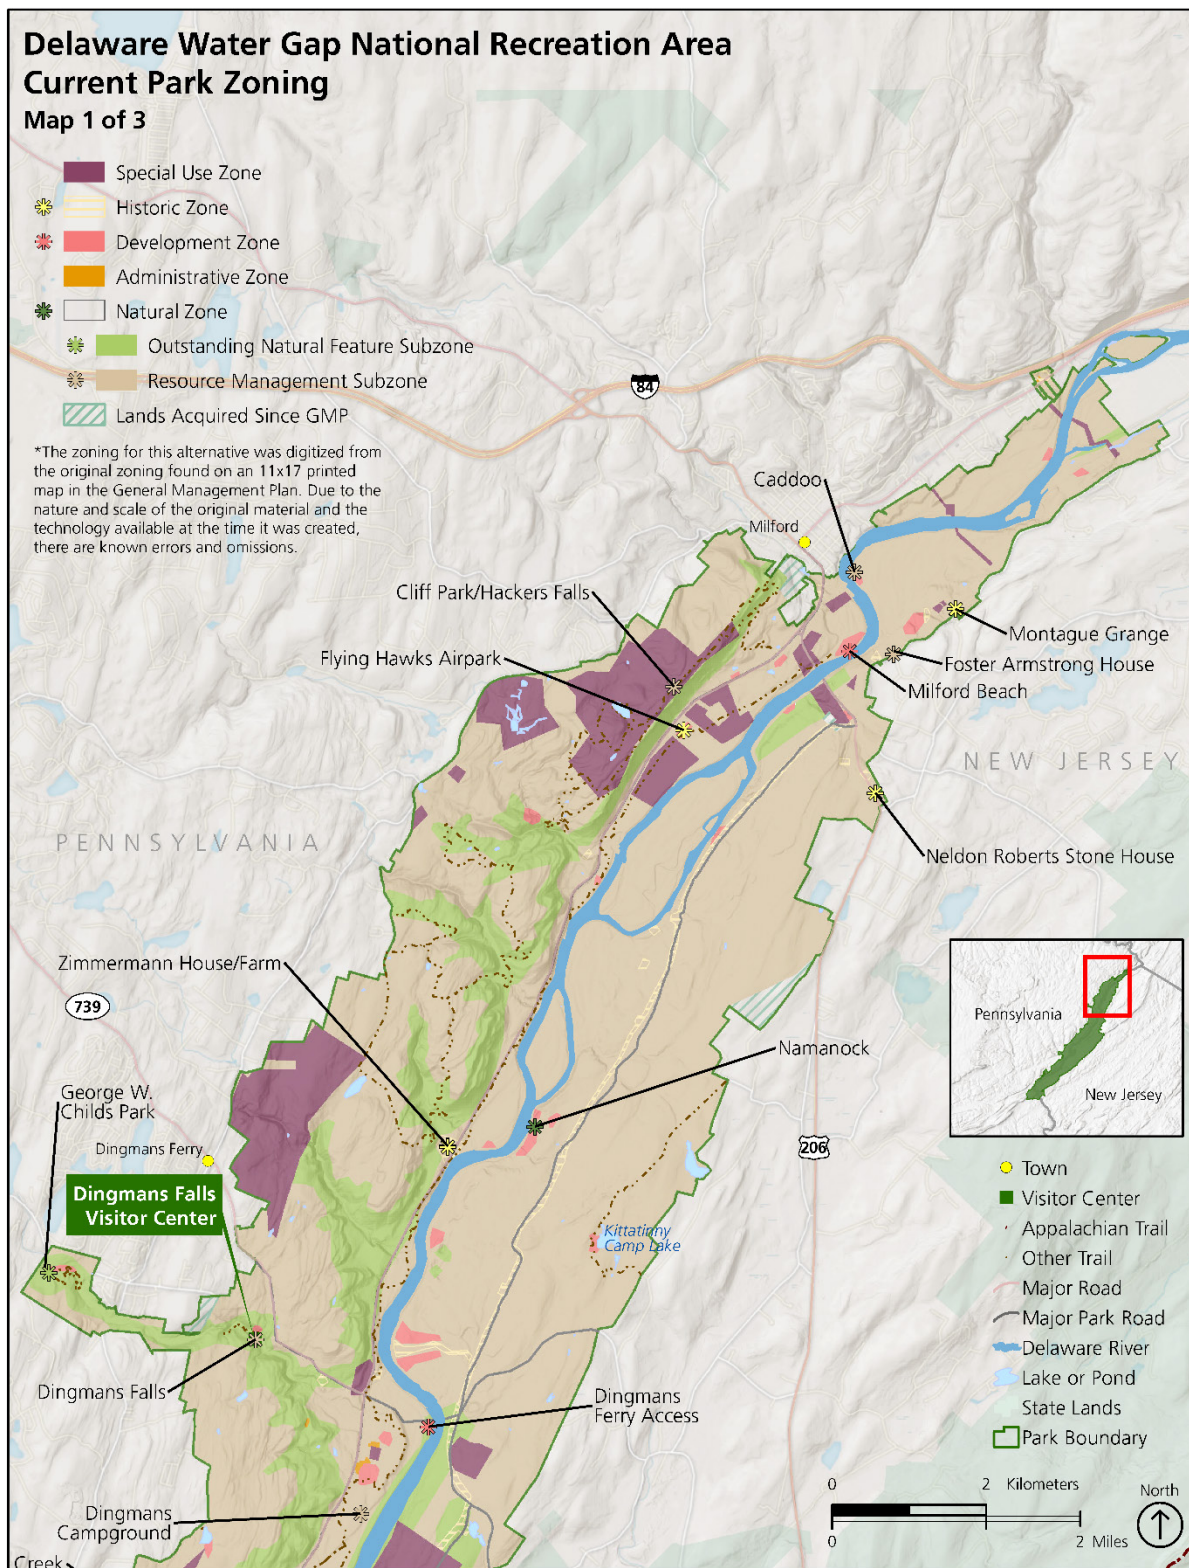 Delaware Water Gap National Recreation Area
Current Park Zoning
Map 1 of 3
Special Use Zone
Historic Zone
Development Zone
Administrative Zone
Natural Zone
Outstanding Natural Feature Subzone
Resource Management Subzone
Lands Acquired Since GMP
*The zoning for this alternative was digitized from
the original zoning found on an 11x17 printed
map in the General Management Plan. Due to the
nature and scale of the original material and the
technology available at the time it was created,
there are known errors and omissions.
84
Caddoo
Milford
Cliff Park/Hackers Falls
Flying Hawks Airpark
Montague Grange
Foster Armstrong House
Milford Beach
NEW JERSEY
PENNSYLVANIA
Neldon Roberts Stone House
Zimmermann House/Farm
739
Namanock
Pennsylvania
New Jersey
George W.
Childs Park
Dingmans Ferry
206
Dingmans Falls
Visitor Center
Kittatinny
Camp Lake
Town
Visitor Center
Appalachian Trail
Other Trail
Major Road
Major Park Road
Delaware River
Lake or Pond
State Lands
Park Boundary
Dingmans Falls
Dingmans
Ferry Access
Dingmans
Campground
Creek
0 2 Kilometers
0 2 Miles
North